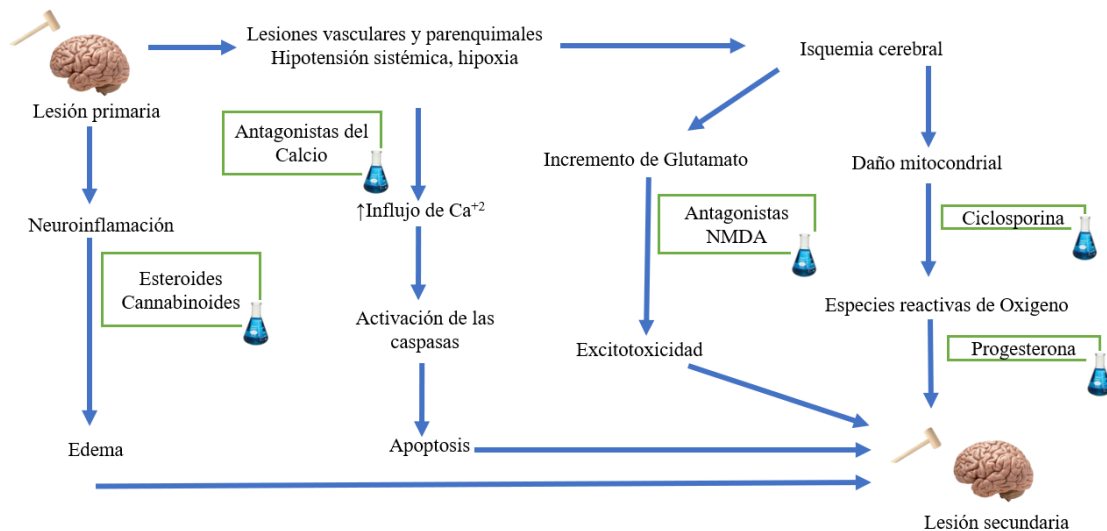 Lesiones vasculares y parenquimales
Hipotensión sistémica, hipoxia
Isquemia cerebral
Lesión primaria
Antagonistas del
Calcio
Incremento de Glutamato
Daño mitocondrial
↑Influjo de Ca⁺²
Neuroinflamación
Antagonistas
NMDA
Ciclosporina
Esteroides
Cannabinoides
Especies reactivas de Oxigeno
Activación de las
caspasas
Excitotoxicidad
Progesterona
Edema
Apoptosis
Lesión secundaria